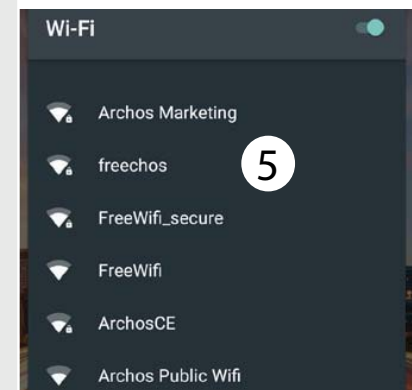 Wi-Fi
Archos Marketing
freechos
5
FreeWifi_secure
FreeWifi
ArchosCE
Archos Public Wifi